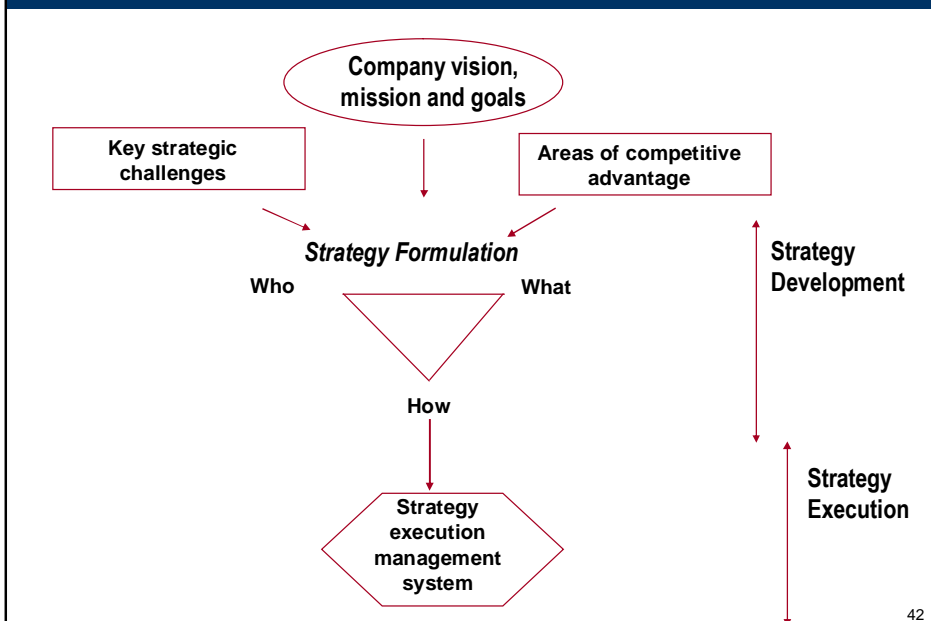 Company vision,
mission and goals
Key strategic
challenges
Areas of competitive
advantage
Strategy Formulation
Who
What
How
Strategy
Development
Strategy
execution
management
system
Strategy
Execution
42